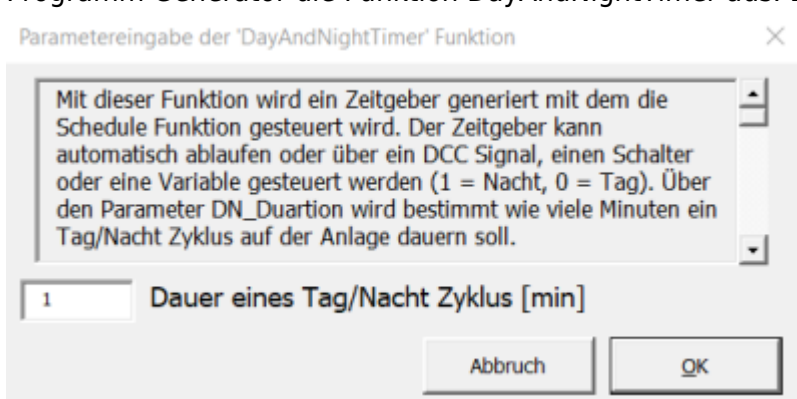 Programm Generator die Funktion DayAndNightTimer aus.
Parametereingabe der 'DayAndNightTimer' Funktion
Mit dieser Funktion wird ein Zeitgeber generiert mit dem die
Schedule Funktion gesteuert wird. Der Zeitgeber kann
automatisch ablaufen oder über ein DCC Signal, einen Schalter
oder eine Variable gesteuert werden (1 = Nacht, 0 = Tag). Über
den Parameter DN_Duartion wird bestimmt wie viele Minuten ein
Tag/Nacht Zyklus auf der Anlage dauern soll.
1 Dauer eines Tag/Nacht Zyklus [min]
Abbruch OK